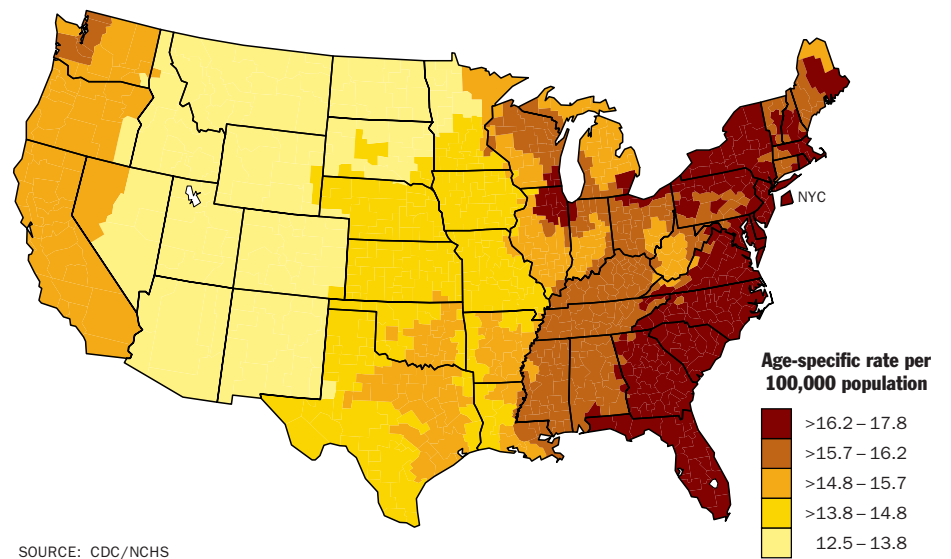 NYC
Age-specific rate per
100,000 population
>16.2 – 17.8
>15.7 – 16.2
>14.8 – 15.7
>13.8 – 14.8
12.5 – 13.8
SOURCE: CDC/NCHS